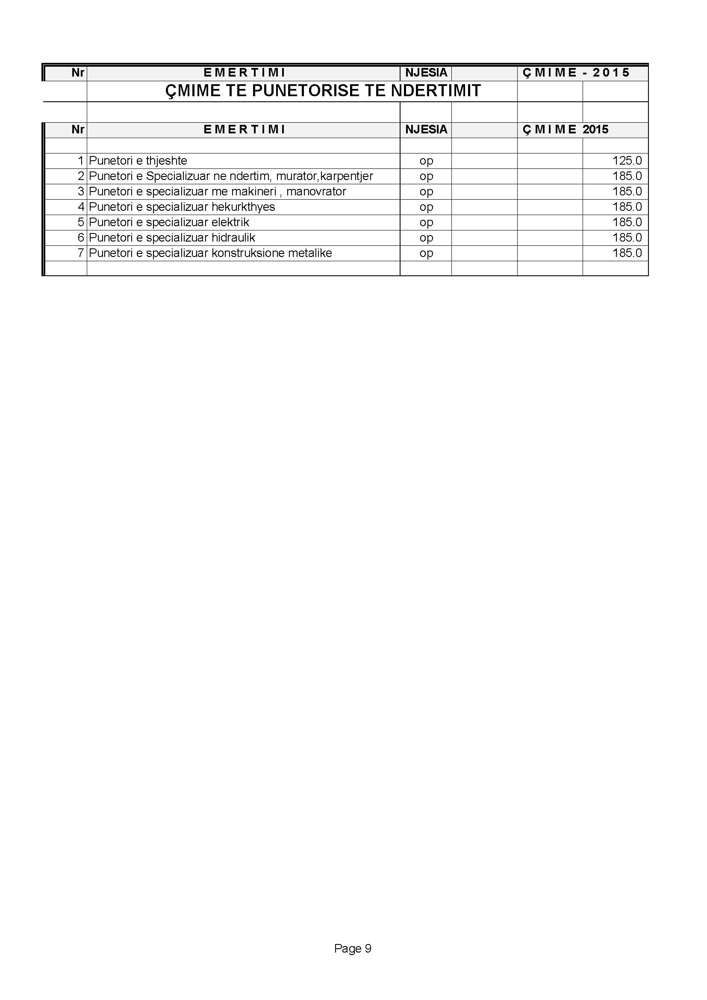 Nr E M E R T I M I NJESIA Ç M I M E - 2 0 1 5
ÇMIME TE PUNETORISE TE NDERTIMIT
Nr E M E R T I M I NJESIA Ç M I M E 2015
1 Punetori e thjeshte op 125.0
2 Punetori e Specializuar ne ndertim, murator,karpentjer op 185.0
3 Punetori e specializuar me makineri , manovrator op 185.0
4 Punetori e specializuar hekurkthyes op 185.0
5 Punetori e specializuar elektrik op 185.0
6 Punetori e specializuar hidraulik op 185.0
7 Punetori e specializuar konstruksione metalike op 185.0
Page 9